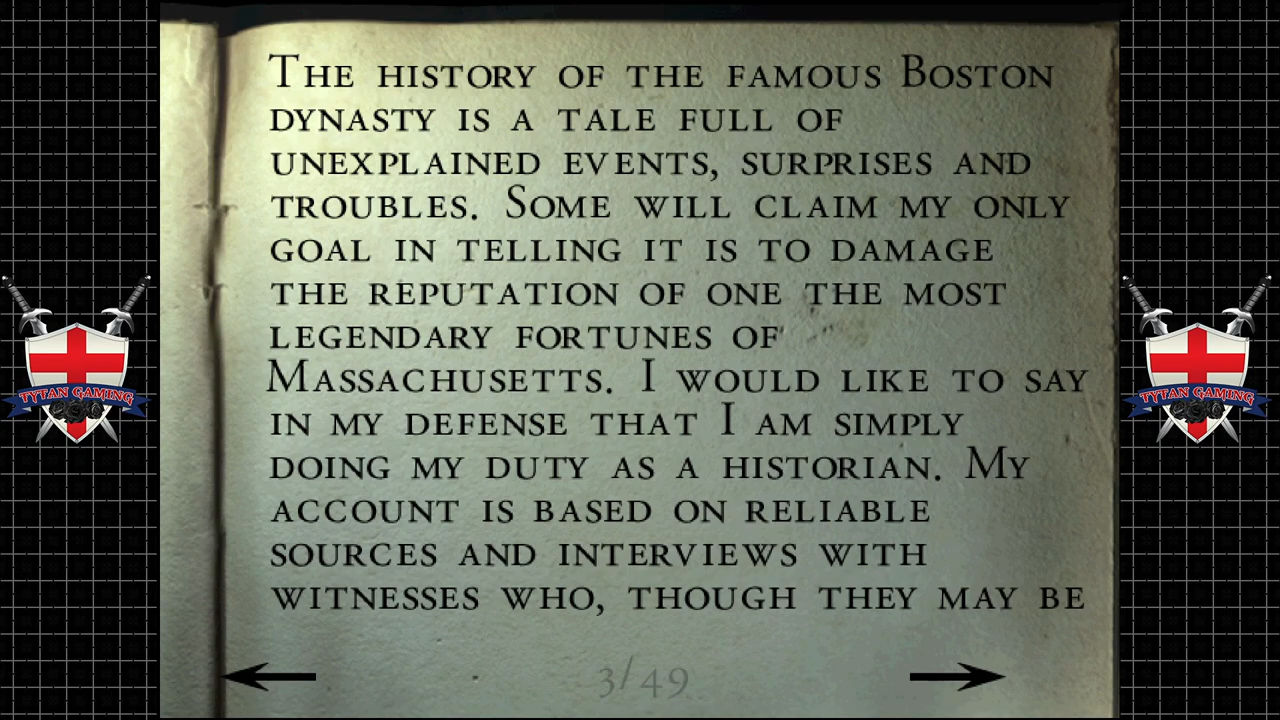 The history of the famous Boston
dynasty is a tale full of
unexplained events, surprises and
troubles. Some will claim my only
goal in telling it is to damage
the reputation of one the most
legendary fortunes of
Massachusetts. I would like to say
in my defense that I am simply
doing my duty as a historian. My
account is based on reliable
sources and interviews with
witnesses who, though they may be
3/49
TYTAN GAMING
TYTAN GAMING